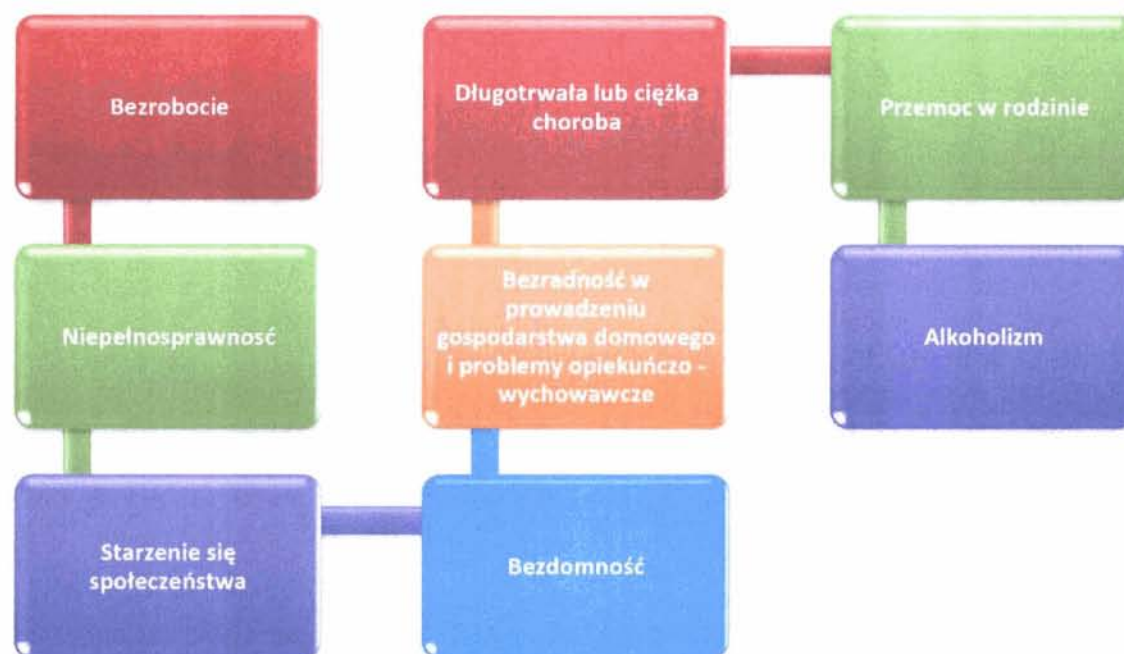 Bezrobocie
Niepełnosprawnosć
Starzenie się
społeczeństwa
Bezdomność
Bezradność w
prowadzeniu
gospodarstwa domowego
i problemy opiekuńczo -
wychowawcze
Długotrwała lub ciężka
choroba
Przemoc w rodzinie
Alkoholizm